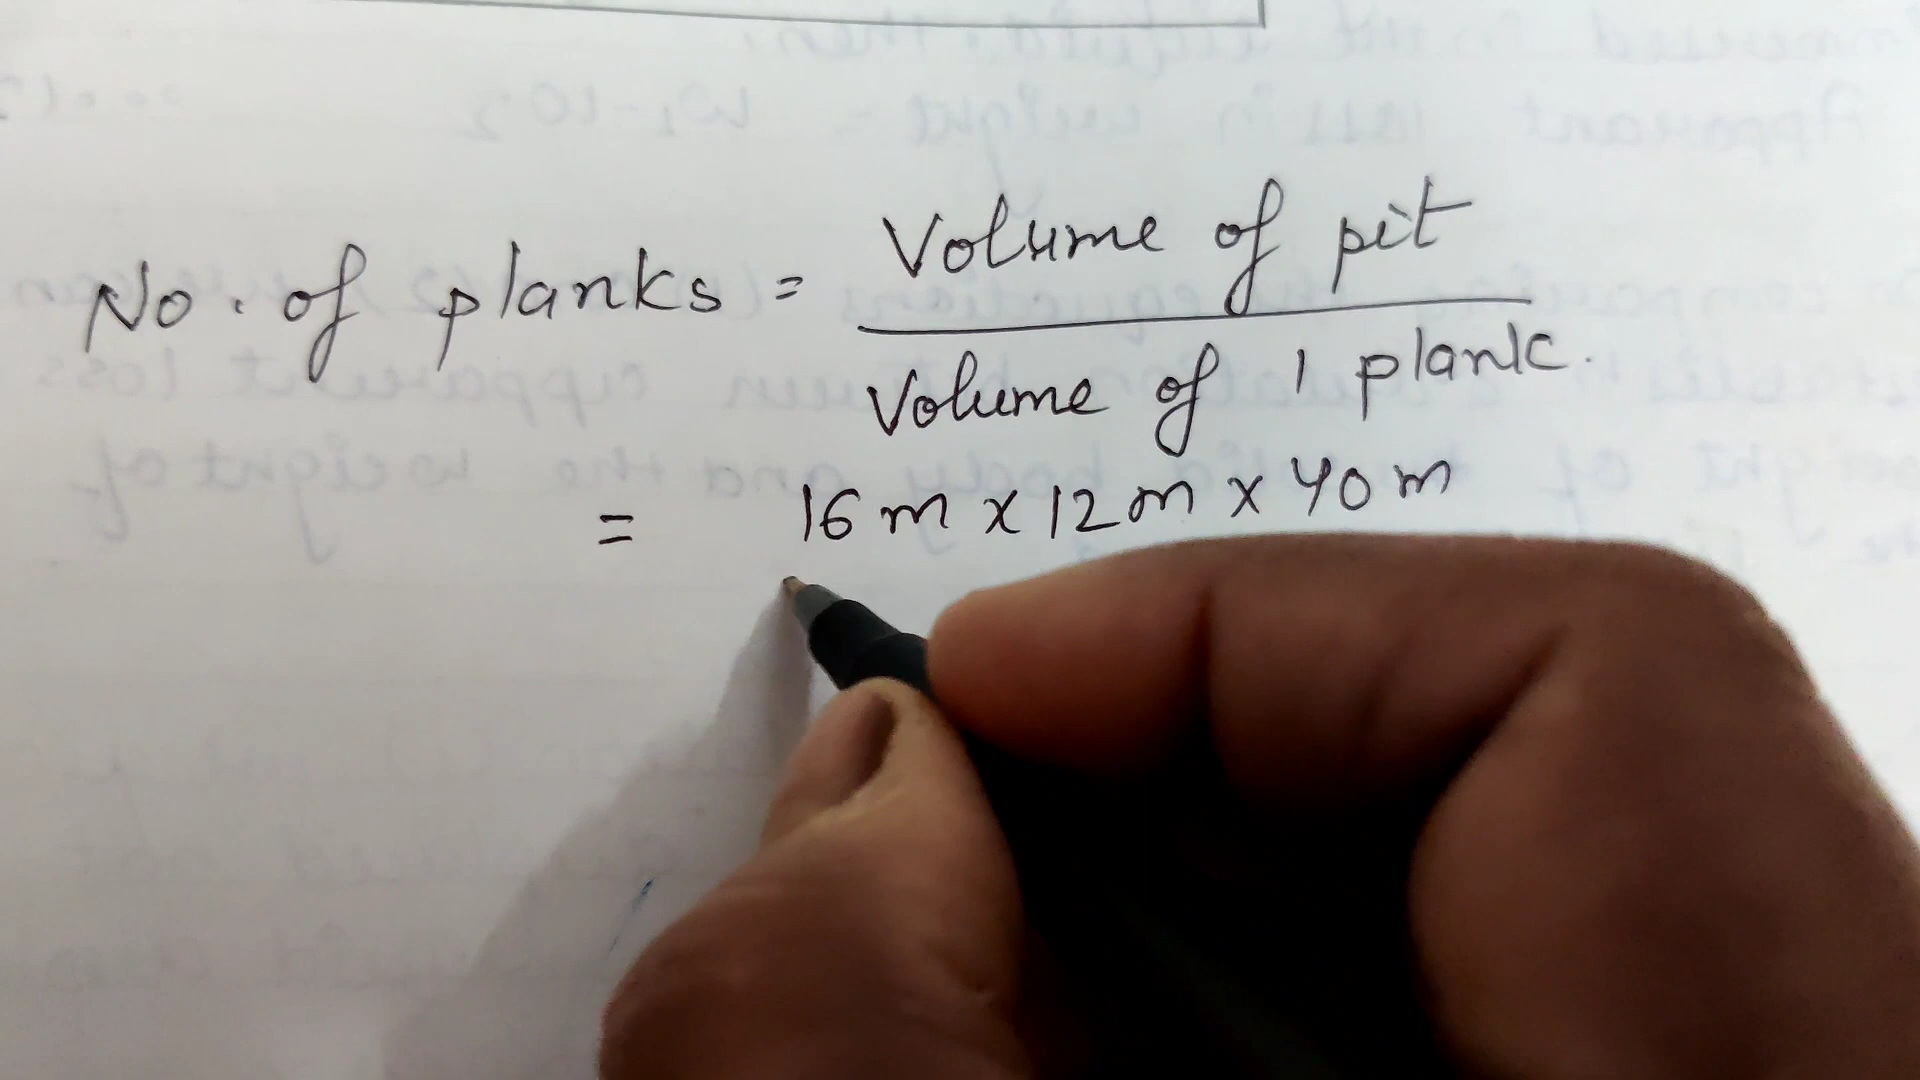 No. of planks = Volume of pit
Volume of 1 plank.
= 16 m x 12 m x 40 m